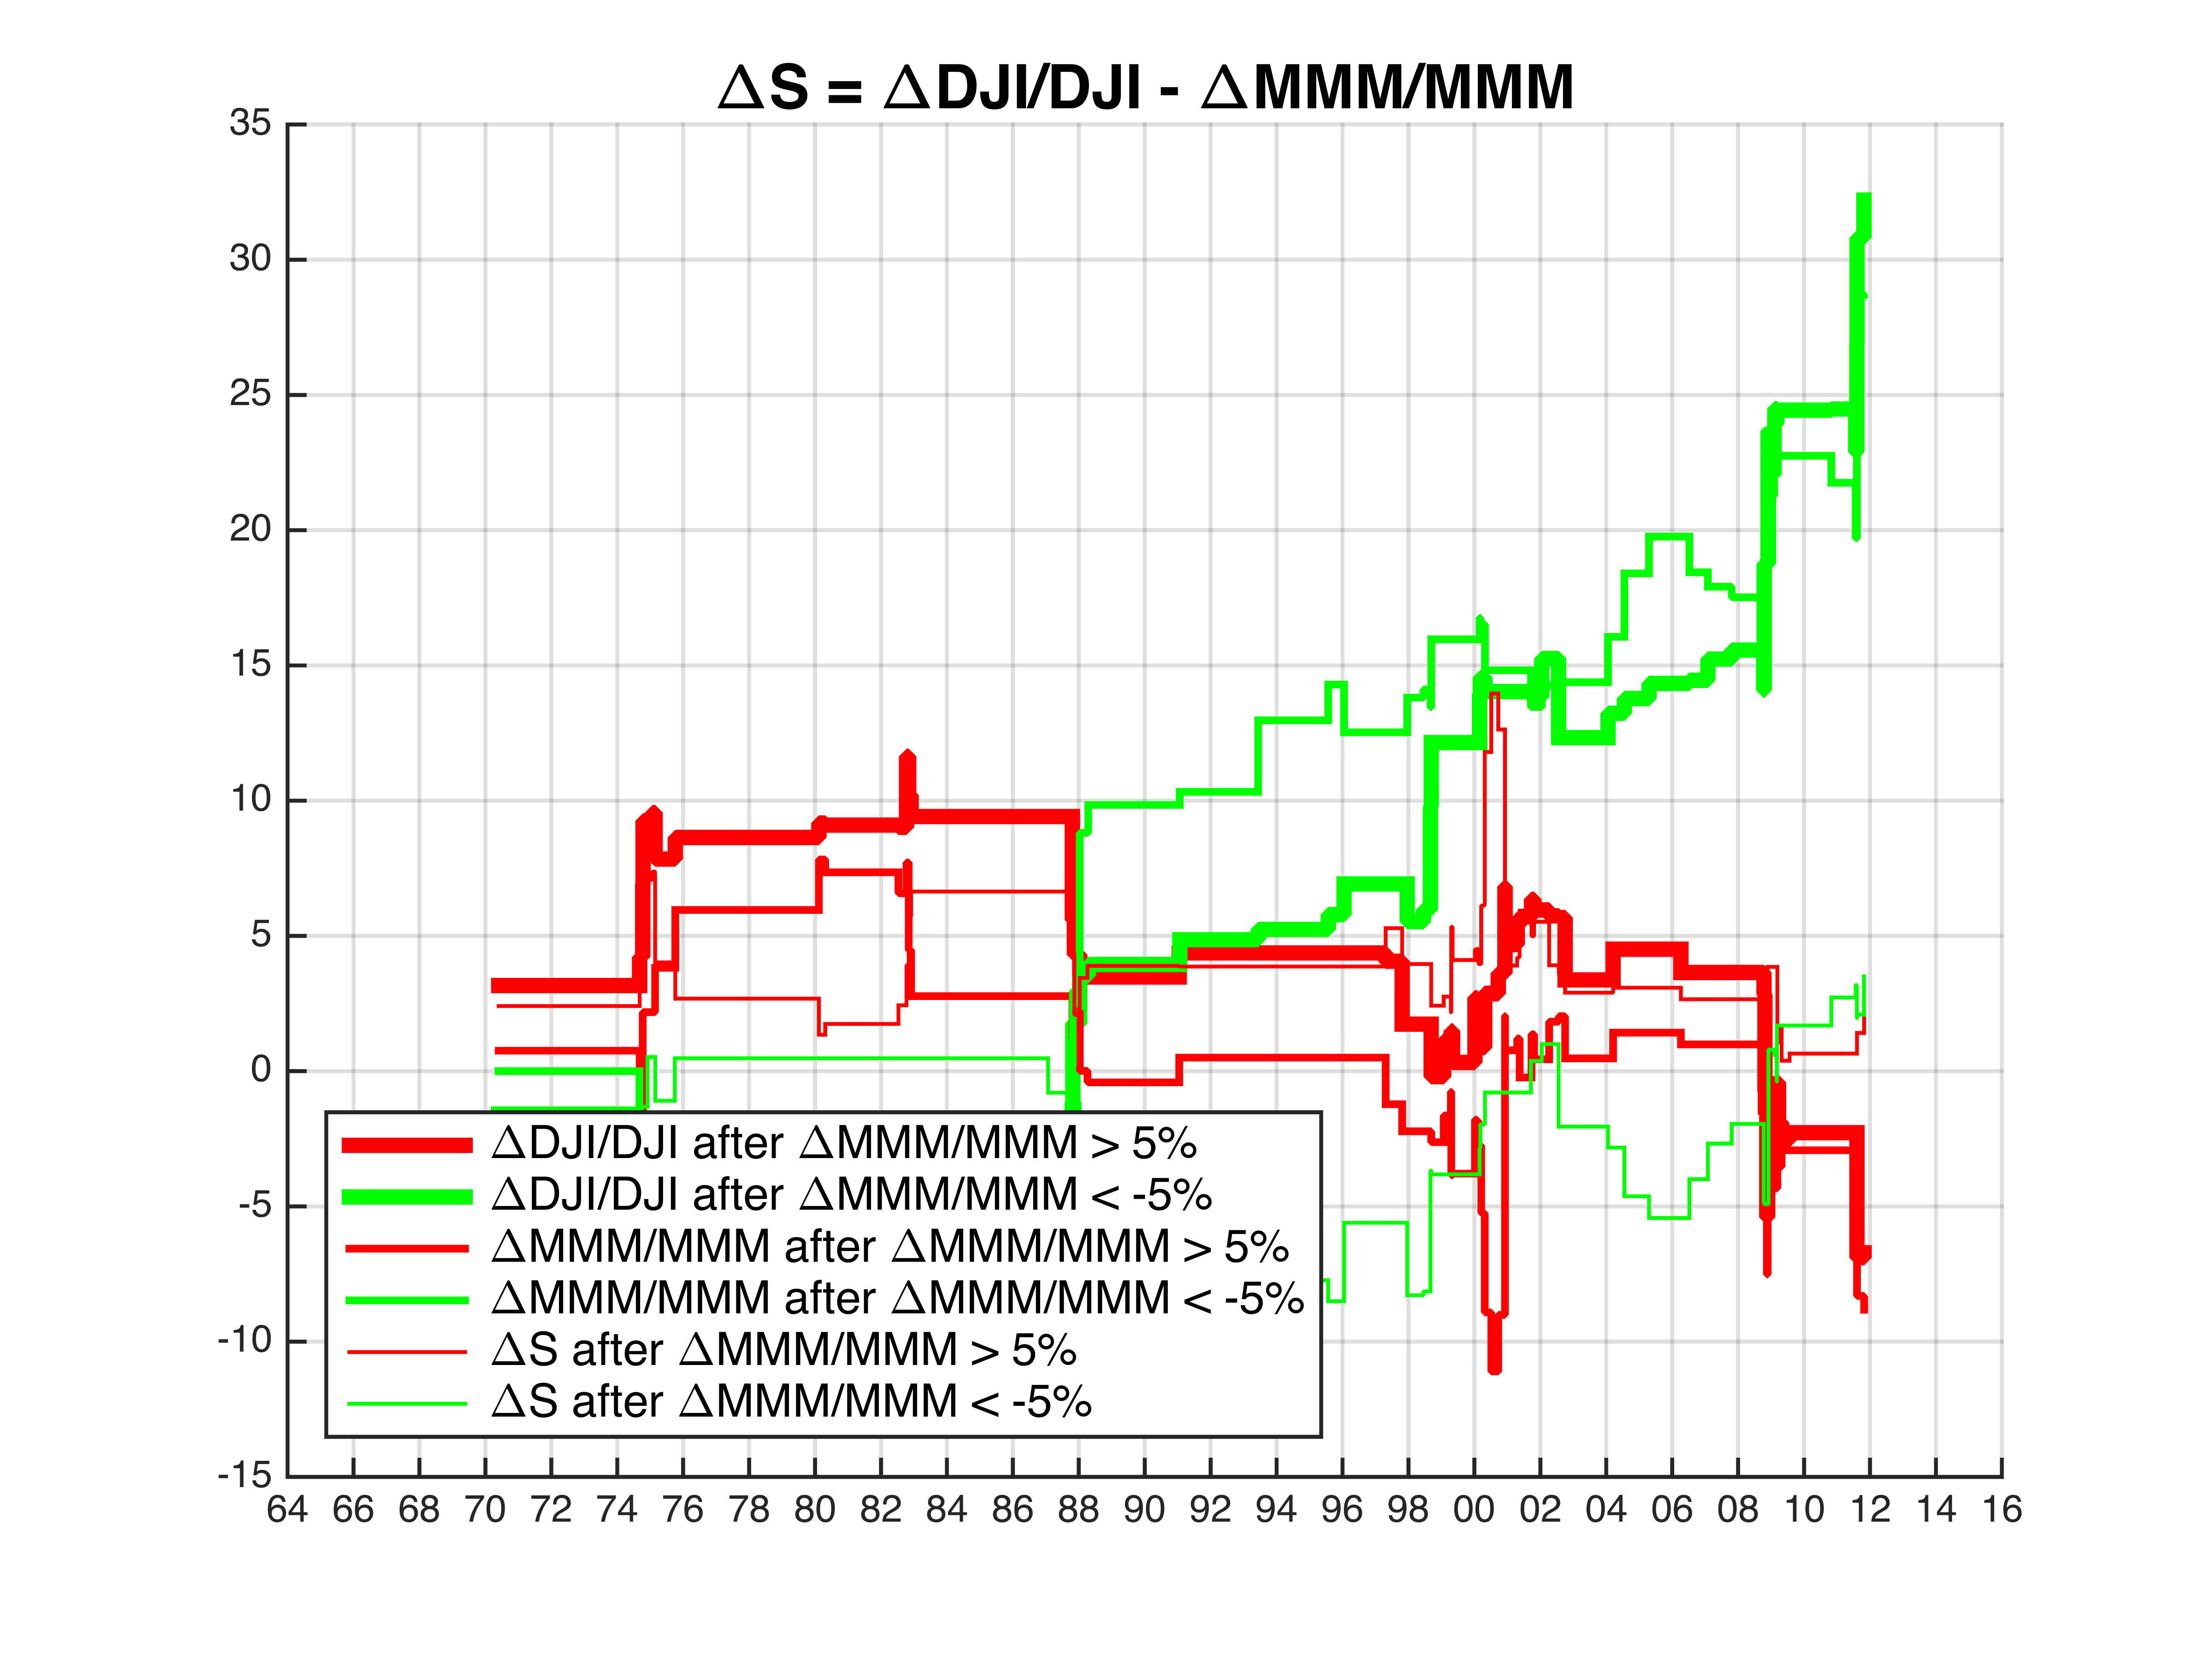 ΔS = ΔDJI/DJI - ΔMMM/MMM
35
30
25
20
15
10
5
0
-5
-10
-15
ΔDJI/DJI after ΔMMM/MMM > 5%
ΔDJI/DJI after ΔMMM/MMM < -5%
ΔMMM/MMM after ΔMMM/MMM > 5%
ΔMMM/MMM after ΔMMM/MMM < -5%
ΔS after ΔMMM/MMM > 5%
ΔS after ΔMMM/MMM < -5%
64 66 68 70 72 74 76 78 80 82 84 86 88 90 92 94 96 98 00 02 04 06 08 10 12 14 16